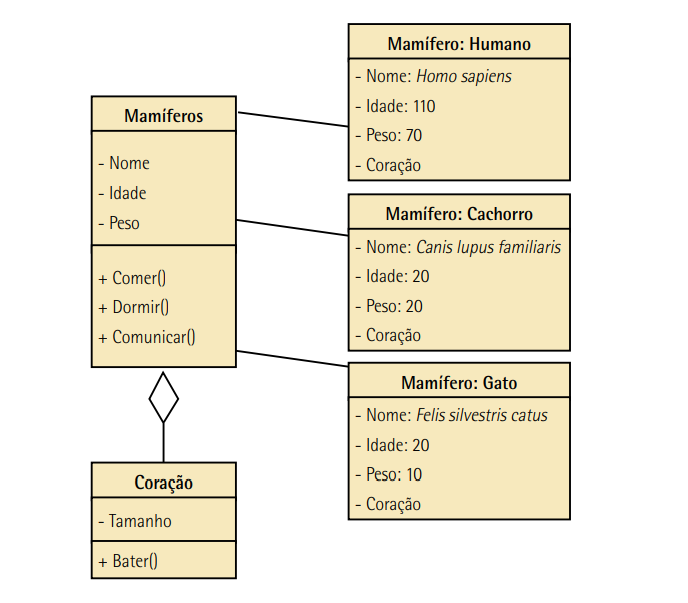 Mamíferos
- Nome
- Idade
- Peso
+ Comer()
+ Dormir()
+ Comunicar()
Coração
- Tamanho
+ Bater()
Mamífero: Humano
- Nome: Homo sapiens
- Idade: 110
- Peso: 70
- Coração
Mamífero: Cachorro
- Nome: Canis lupus familiaris
- Idade: 20
- Peso: 20
- Coração
Mamífero: Gato
- Nome: Felis silvestris catus
- Idade: 20
- Peso: 10
- Coração